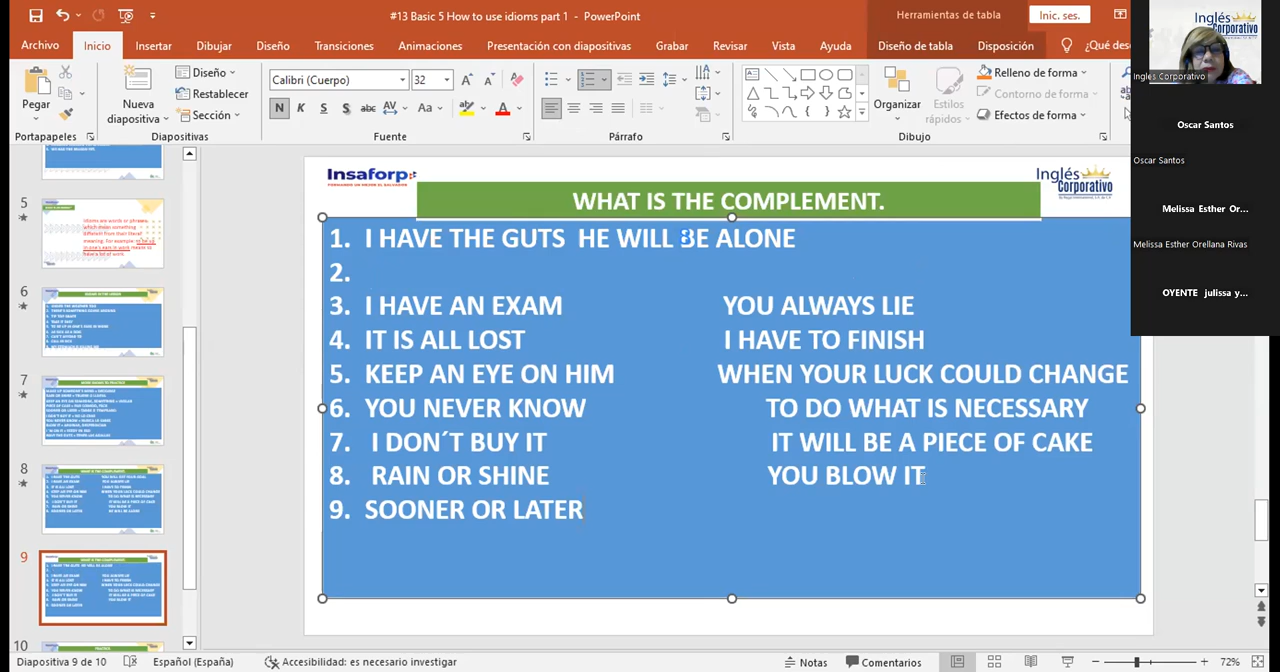 #13 Basic 5 How to use idioms part 1 - PowerPoint
Herramientas de tabla
Inic. ses.
Archivo Inicio Insertar Dibujar Diseño Transiciones Animaciones Presentación con diapositivas Grabar Revisar Vista Ayuda Diseño de tabla Disposición ¿Qué des
Pegar
Nueva diapositiva
Diseño
Restablecer
Sección
Calibri (Cuerpo) 32
N K S S abc AV Aa A
Organizar
Estilos rápidos
Relleno de forma
Contorno de forma
Efectos de forma
Portapapeles Diapositivas Fuente Párrafo Dibujo
Inglés Corporativo
Ingles Corporativo
Oscar Santos
Oscar Santos
Melissa Esther Or...
Melissa Esther Orellana Rivas
OYENTE julissa y...
5
6
7
8
9
10
Insaforp
Inglés Corporativo
WHAT IS THE COMPLEMENT.
1. I HAVE THE GUTS HE WILL BE ALONE
2.
3. I HAVE AN EXAM YOU ALWAYS LIE
4. IT IS ALL LOST I HAVE TO FINISH
5. KEEP AN EYE ON HIM WHEN YOUR LUCK COULD CHANGE
6. YOU NEVER KNOW TO DO WHAT IS NECESSARY
7. I DON´T BUY IT IT WILL BE A PIECE OF CAKE
8. RAIN OR SHINE YOU BLOW IT
9. SOONER OR LATER
Diapositiva 9 de 10 Español (España) Accesibilidad: es necesario investigar Notas Comentarios 72%